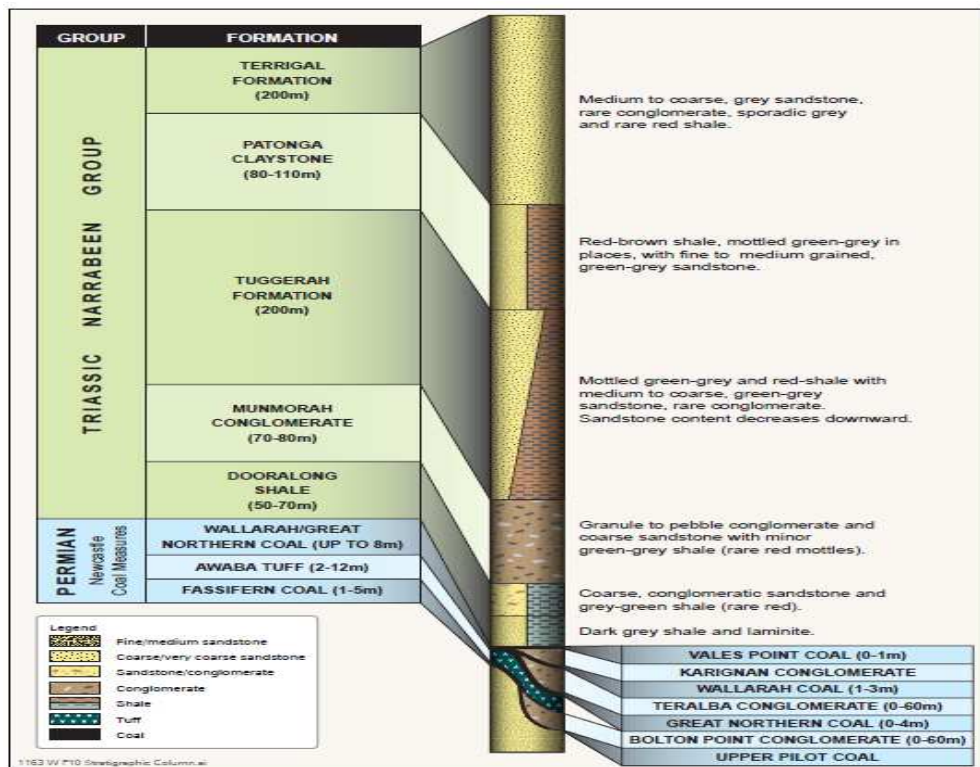 GROUP
FORMATION
TRIASSIC NARRABEEN GROUP
TERRIGAL
FORMATION
(200m)
PATONGA
CLAYSTONE
(80-110m)
TUGGERAH
FORMATION
(200m)
MUNMORAH
CONGLOMERATE
(70-80m)
DOORALONG
SHALE
(50-70m)
PERMIAN
Newcastle
Coal Measures
WALLARAH/GREAT
NORTHERN COAL (UP TO 8m)
AWABA TUFF (2-12m)
FASSIFERN COAL (1-5m)
Medium to coarse, grey sandstone,
rare conglomerate, sporadic grey
and rare red shale.
Red-brown shale, mottled green-grey in
places, with fine to medium grained,
green-grey sandstone.
Mottled green-grey and red-shale with
medium to coarse, green-grey
sandstone, rare conglomerate.
Sandstone content decreases downward.
Granule to pebble conglomerate and
coarse sandstone with minor
green-grey shale (rare red mottles).
Coarse, conglomeratic sandstone and
grey-green shale (rare red).
Dark grey shale and laminite.
VALES POINT COAL (0-1m)
KARIGNAN CONGLOMERATE
WALLARAH COAL (1-3m)
TERALBA CONGLOMERATE (0-60m)
GREAT NORTHERN COAL (0-4m)
BOLTON POINT CONGLOMERATE (0-60m)
UPPER PILOT COAL
Legend
Fine/medium sandstone
Coarse/very coarse sandstone
Sandstone/conglomerate
Conglomerate
Shale
Tuff
Coal
1163 W F10 Stratigraphic Column.ai